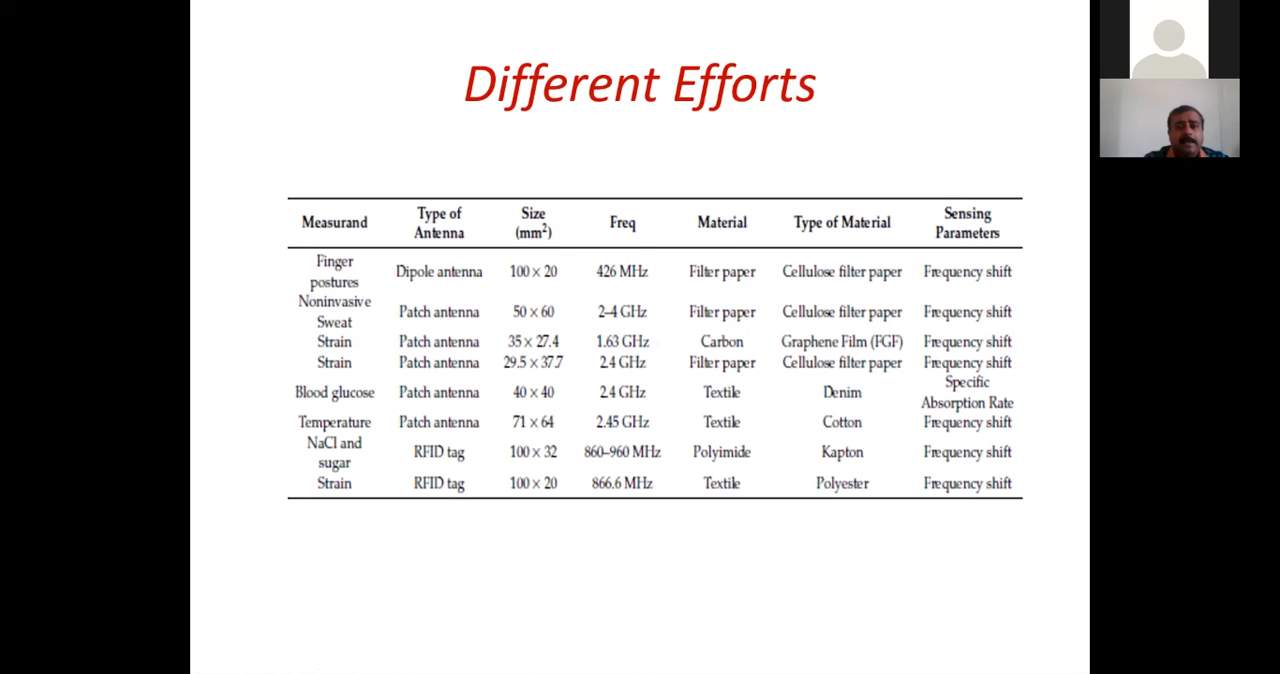 Different Efforts
Measurand Type of Antenna Size (mm²) Freq Material Type of Material Sensing Parameters
Finger postures Dipole antenna 100 × 20 426 MHz Filter paper Cellulose filter paper Frequency shift
Noninvasive Sweat Patch antenna 50 × 60 2–4 GHz Filter paper Cellulose filter paper Frequency shift
Strain Patch antenna 35 × 27.4 1.63 GHz Carbon Graphene Film (FGF) Frequency shift
Strain Patch antenna 29.5 × 37.7 2.4 GHz Filter paper Cellulose filter paper Frequency shift
Blood glucose Patch antenna 40 × 40 2.4 GHz Textile Denim Specific Absorption Rate
Temperature Patch antenna 71 × 64 2.45 GHz Textile Cotton Frequency shift
NaCl and sugar RFID tag 100 × 32 860–960 MHz Polyimide Kapton Frequency shift
Strain RFID tag 100 × 20 866.6 MHz Textile Polyester Frequency shift